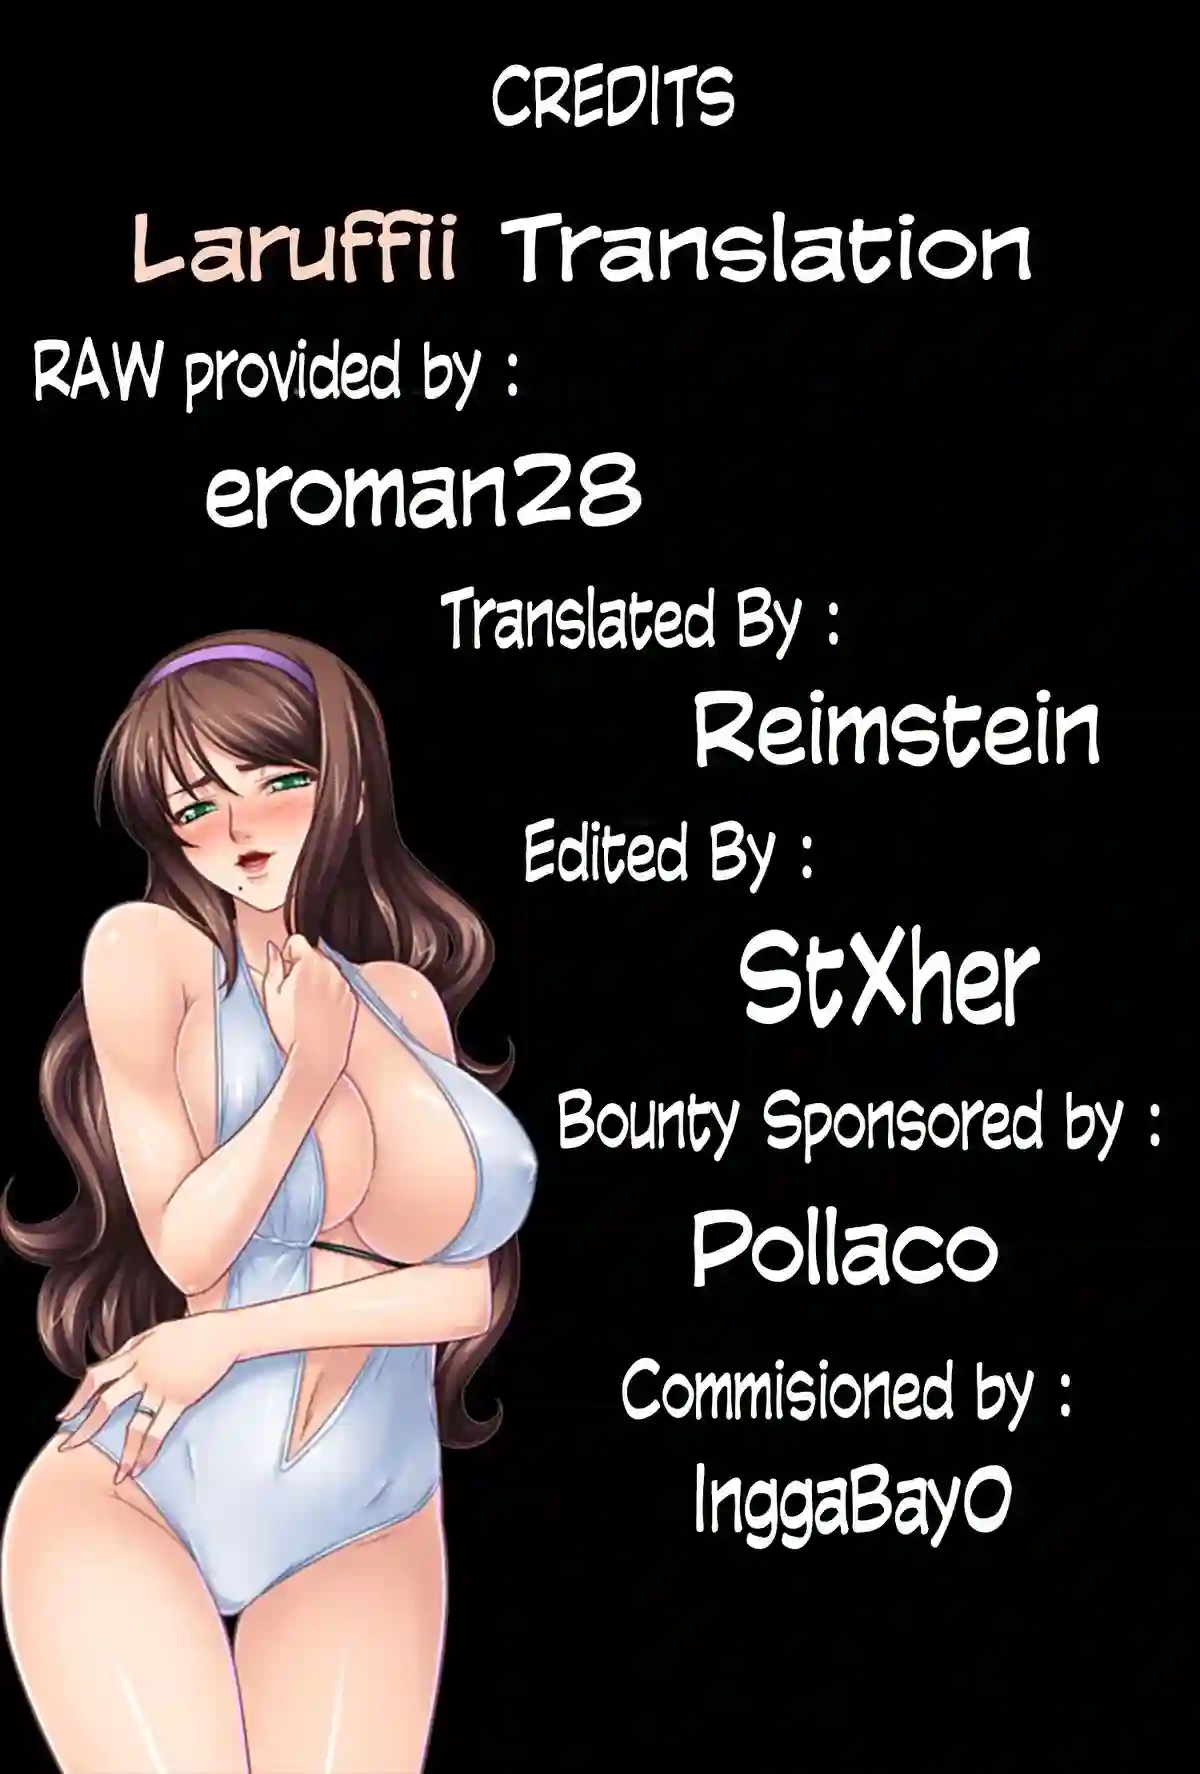 CREDITS
Laruffii Translation
RAW provided by :
eroman28
Translated By :
Reimstein
Edited By :
StXher
Bounty Sponsored by :
Pollaco
Commisioned by :
InggaBayO